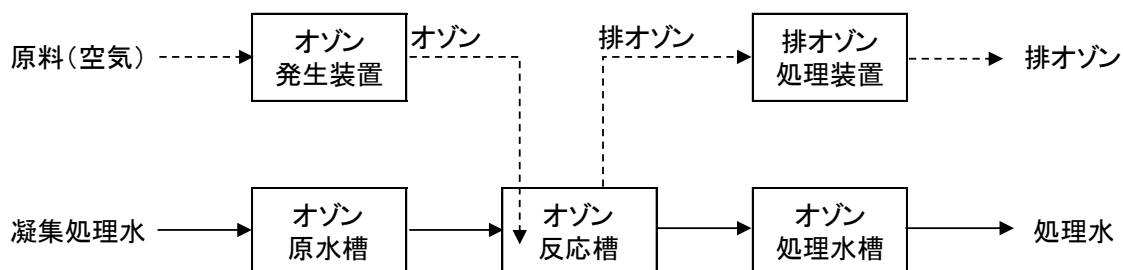 原料(空気)
オゾン
発生装置
オゾン
排オゾン
排オゾン
処理装置
排オゾン
凝集処理水
オゾン
原水槽
オゾン
反応槽
オゾン
処理水槽
処理水